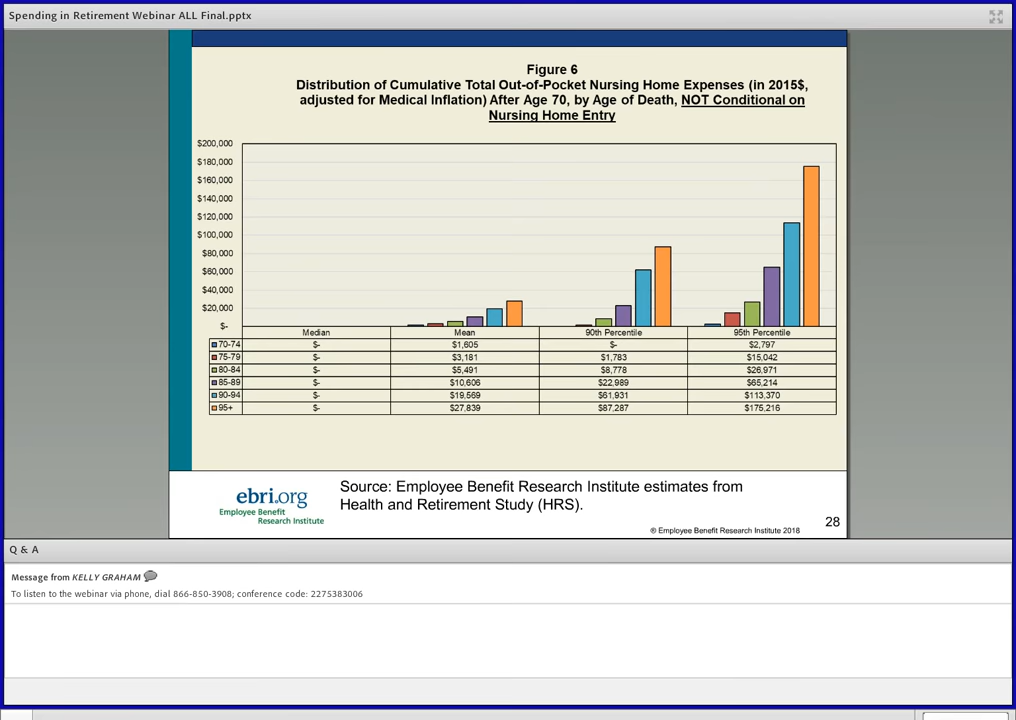 Spending in Retirement Webinar ALL Final.pptx
Figure 6
Distribution of Cumulative Total Out-of-Pocket Nursing Home Expenses (in 2015$,
adjusted for Medical Inflation) After Age 70, by Age of Death, NOT Conditional on
Nursing Home Entry
$200,000
$180,000
$160,000
$140,000
$120,000
$100,000
$80,000
$60,000
$40,000
$20,000
$-
Median Mean 90th Percentile 95th Percentile
70-74 $- $1,605 $- $2,797
75-79 $- $3,181 $1,783 $15,042
80-84 $- $5,491 $8,778 $26,971
85-89 $- $10,606 $22,989 $65,214
90-94 $- $19,569 $61,931 $113,370
95+ $- $27,839 $87,287 $175,216
ebri.org
Employee Benefit
Research Institute
Source: Employee Benefit Research Institute estimates from
Health and Retirement Study (HRS).
® Employee Benefit Research Institute 2018
28
Q & A
Message from KELLY GRAHAM
To listen to the webinar via phone, dial 866-850-3908; conference code: 2275383006